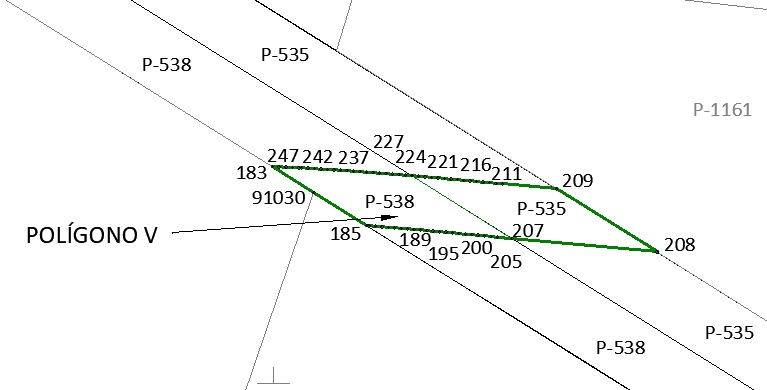 P-535
P-538
P-1161
227
247 242 237 224 221 216 211 209
183
91030
P-538
P-535
POLÍGONO V
185 189 195 200 205 207 208
P-535
P-538